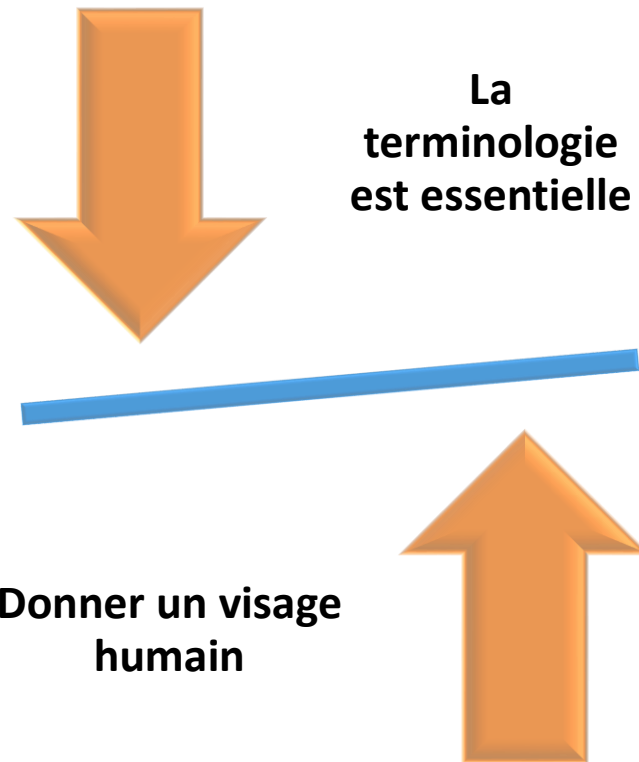 La
terminologie
est essentielle
Donner un visage
humain